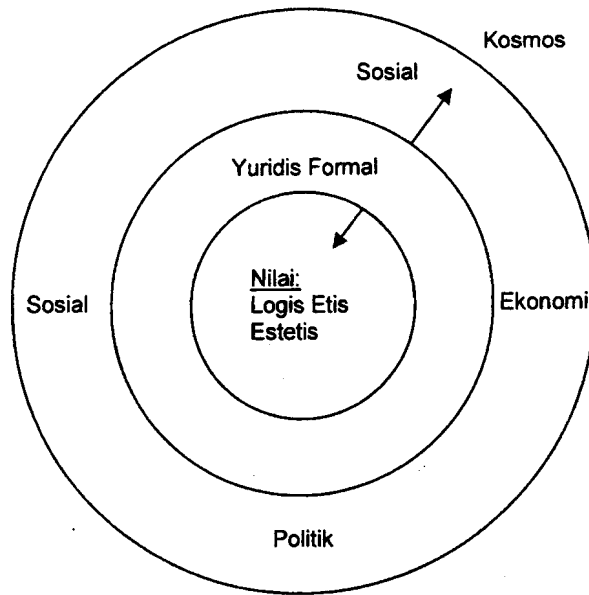 Kosmos
Sosial
Yuridis Formal
Nilai:
Logis Etis
Estetis
Sosial
Ekonomi
Politik